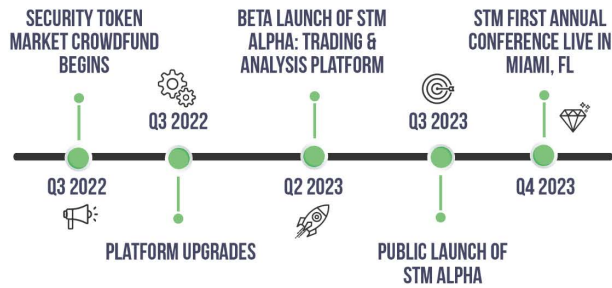 SECURITY TOKEN
MARKET CROWDFUND
BEGINS
Q3 2022
Q3 2022
PLATFORM UPGRADES
BETA LAUNCH OF STM
ALPHA: TRADING &
ANALYSIS PLATFORM
Q2 2023
Q3 2023
PUBLIC LAUNCH OF
STM ALPHA
STM FIRST ANNUAL
CONFERENCE LIVE IN
MIAMI, FL
Q4 2023